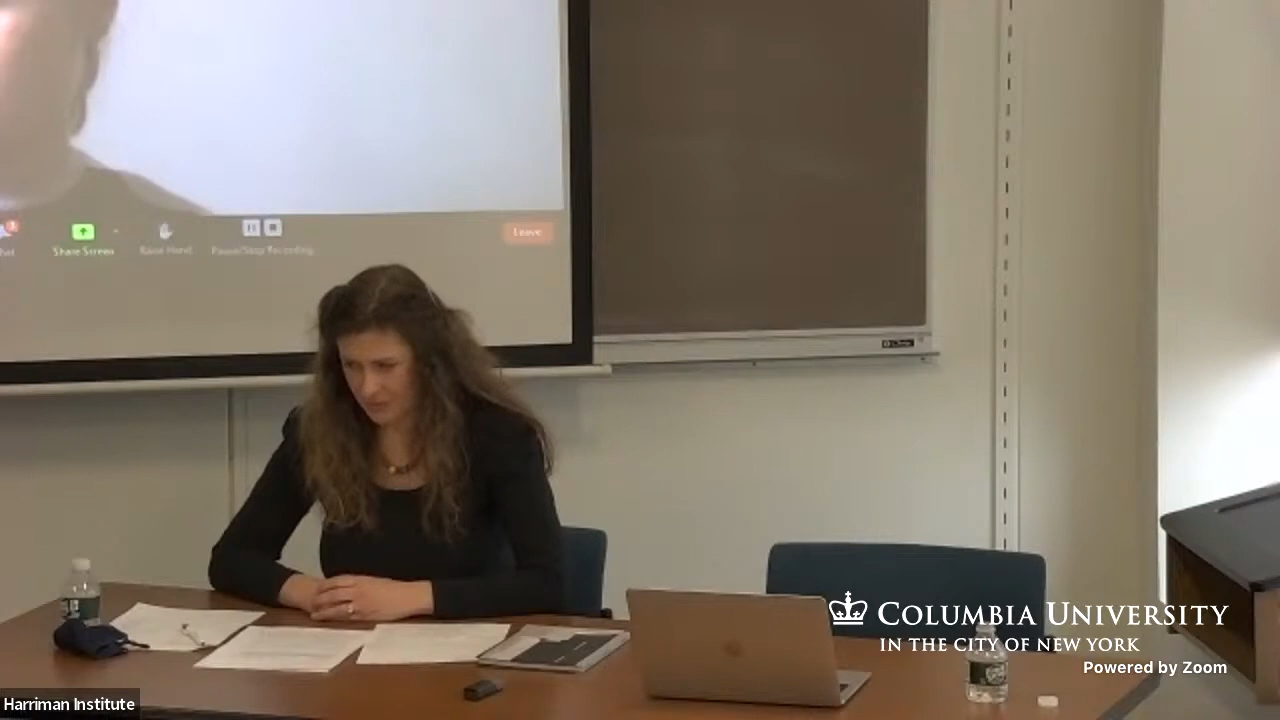 Share Screen
Raise Hand
Pause/Stop Recording
Leave
COLUMBIA UNIVERSITY
IN THE CITY OF NEW YORK
Powered by Zoom
Harriman Institute